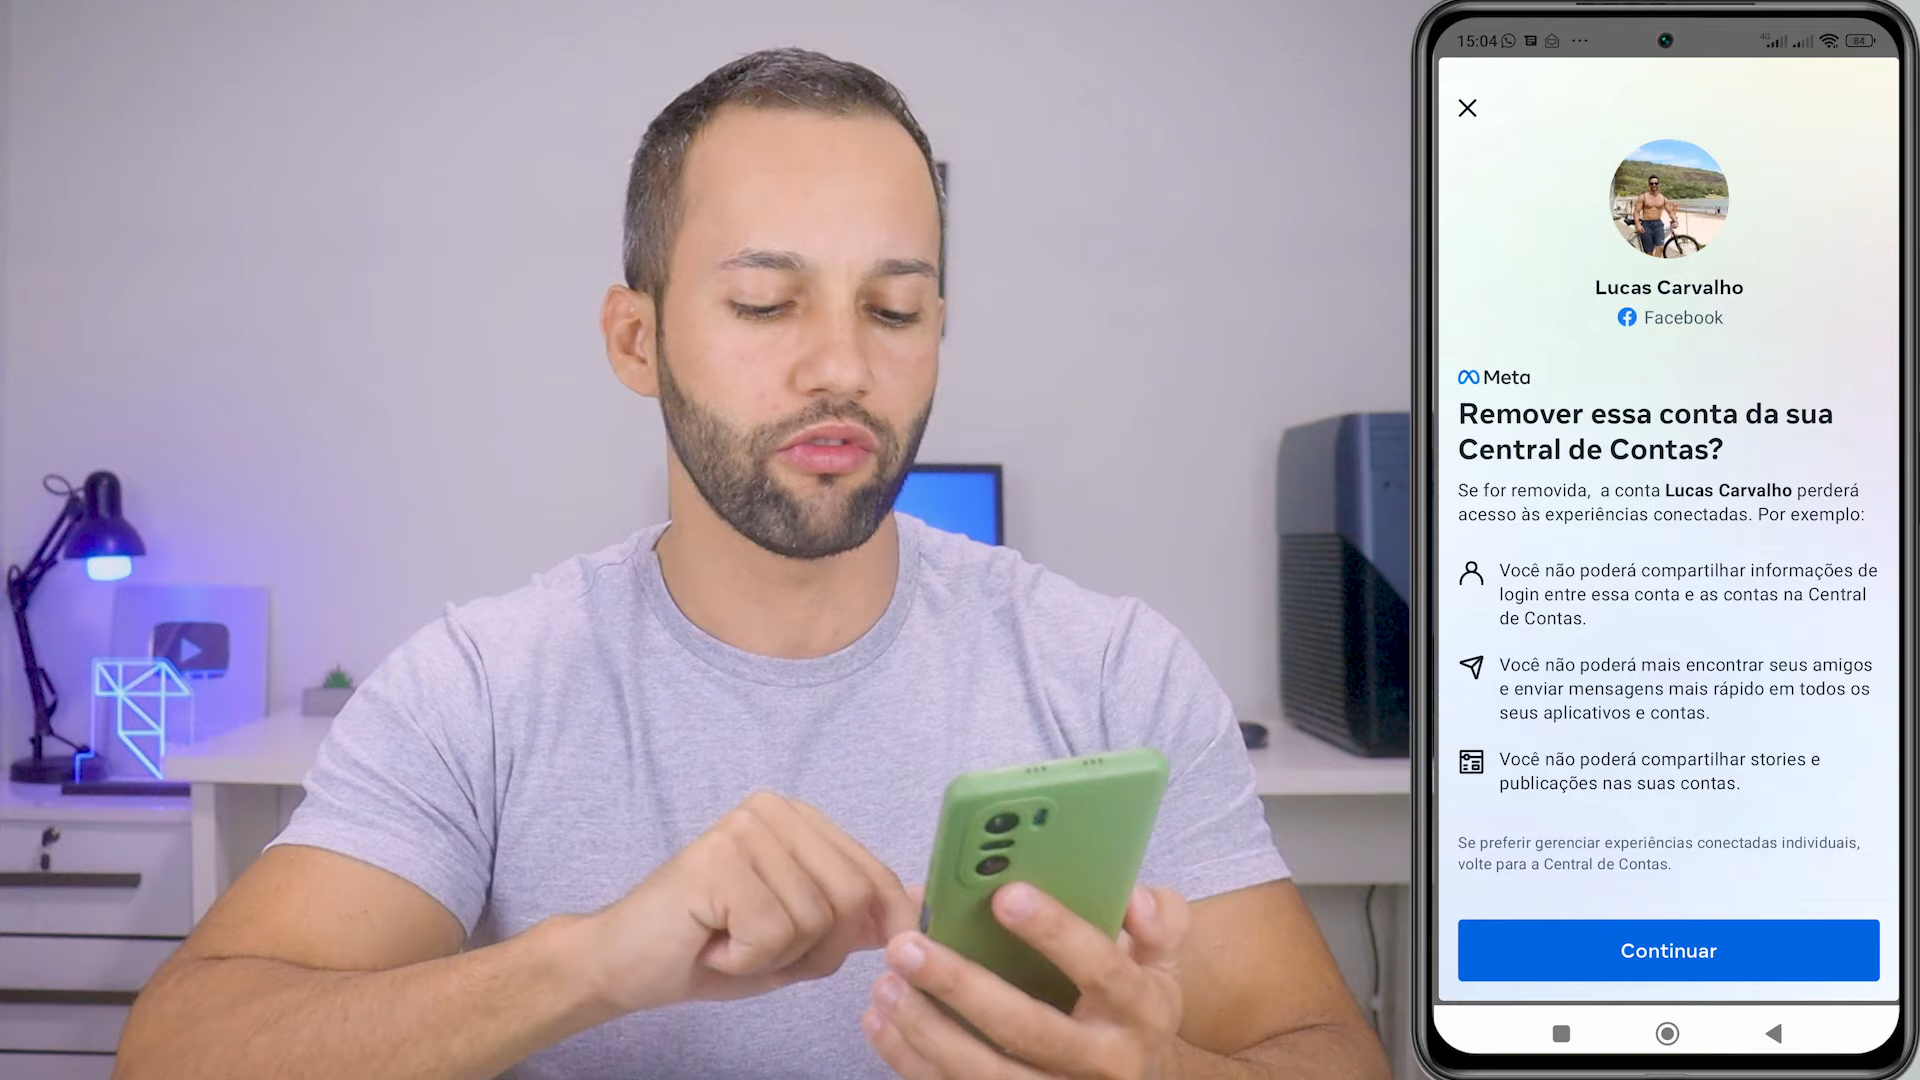 15:04
4G
84
Lucas Carvalho
Facebook
Meta
Remover essa conta da sua
Central de Contas?
Se for removida, a conta Lucas Carvalho perderá
acesso às experiências conectadas. Por exemplo:
Você não poderá compartilhar informações de
login entre essa conta e as contas na Central
de Contas.
Você não poderá mais encontrar seus amigos
e enviar mensagens mais rápido em todos os
seus aplicativos e contas.
Você não poderá compartilhar stories e
publicações nas suas contas.
Se preferir gerenciar experiências conectadas individuais,
volte para a Central de Contas.
Continuar